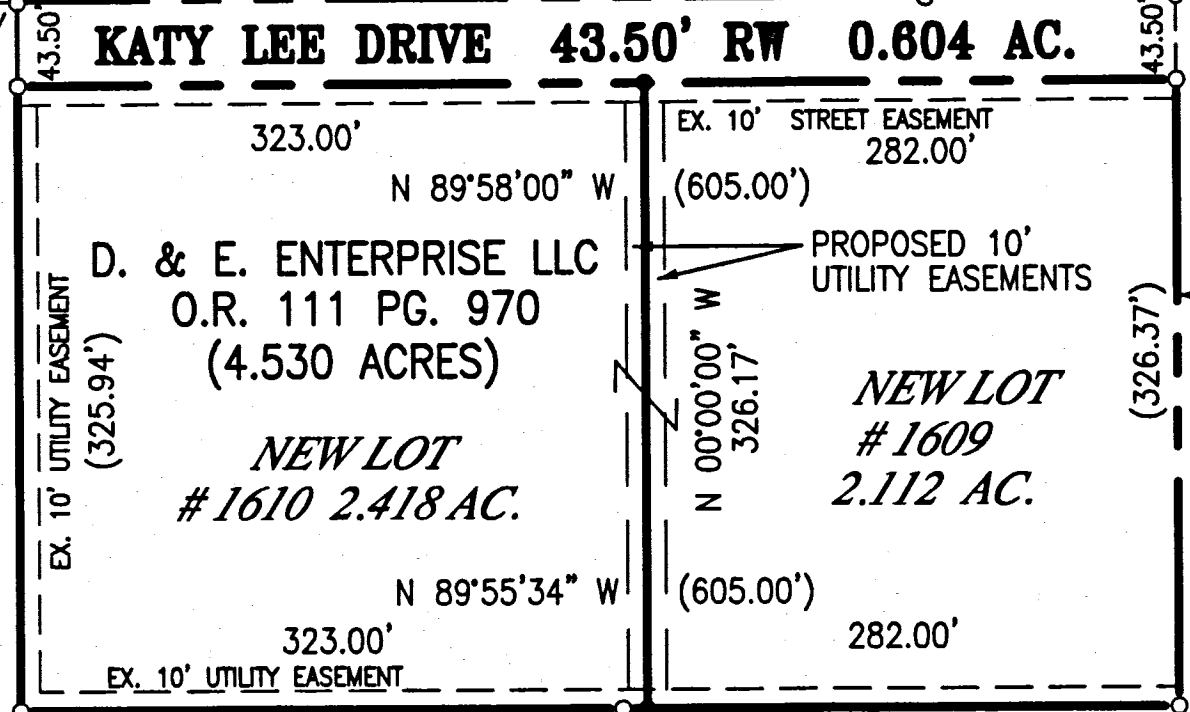 43.50'
KATY LEE DRIVE 43.50' RW 0.604 AC.
43.50'
323.00'
EX. 10' STREET EASEMENT
282.00'
N 89°58'00" W
(605.00')
D. & E. ENTERPRISE LLC
O.R. 111 PG. 970
(4.530 ACRES)
PROPOSED 10'
UTILITY EASEMENTS
EX. 10' UTILITY EASEMENT
(325.94')
N 00°00'00" W
326.17'
(326.37')
NEW LOT
#1610 2.418 AC.
NEW LOT
#1609
2.112 AC.
N 89°55'34" W
(605.00')
323.00'
282.00'
EX. 10' UTILITY EASEMENT